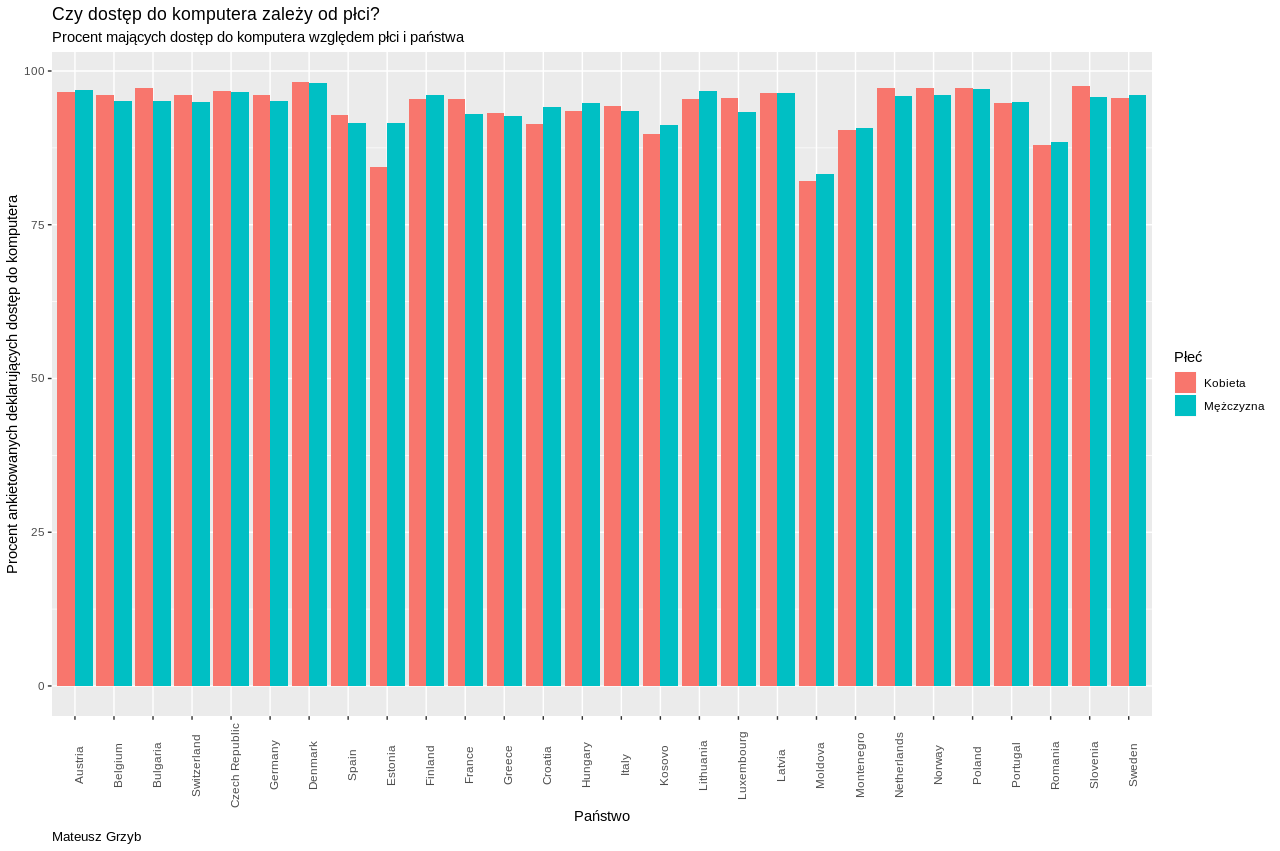 Czy dostęp do komputera zależy od płci?
Procent mających dostęp do komputera względem płci i państwa
Procent ankietowanych deklarujących dostęp do komputera
100
75
50
25
0
Austria
Belgium
Bulgaria
Switzerland
Czech Republic
Germany
Denmark
Spain
Estonia
Finland
France
Greece
Croatia
Hungary
Italy
Kosovo
Lithuania
Luxembourg
Latvia
Moldova
Montenegro
Netherlands
Norway
Poland
Portugal
Romania
Slovenia
Sweden
Państwo
Płeć
Kobieta
Mężczyzna
Mateusz Grzyb